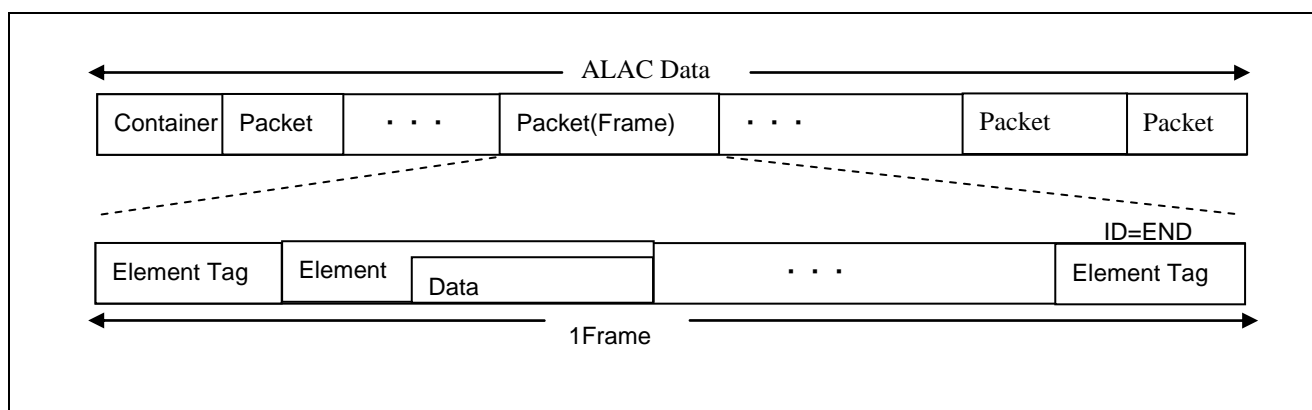 ALAC Data
Container Packet ・・・ Packet(Frame) ・・・ Packet Packet
ID=END
Element Tag Element Data ・・・ Element Tag
1Frame